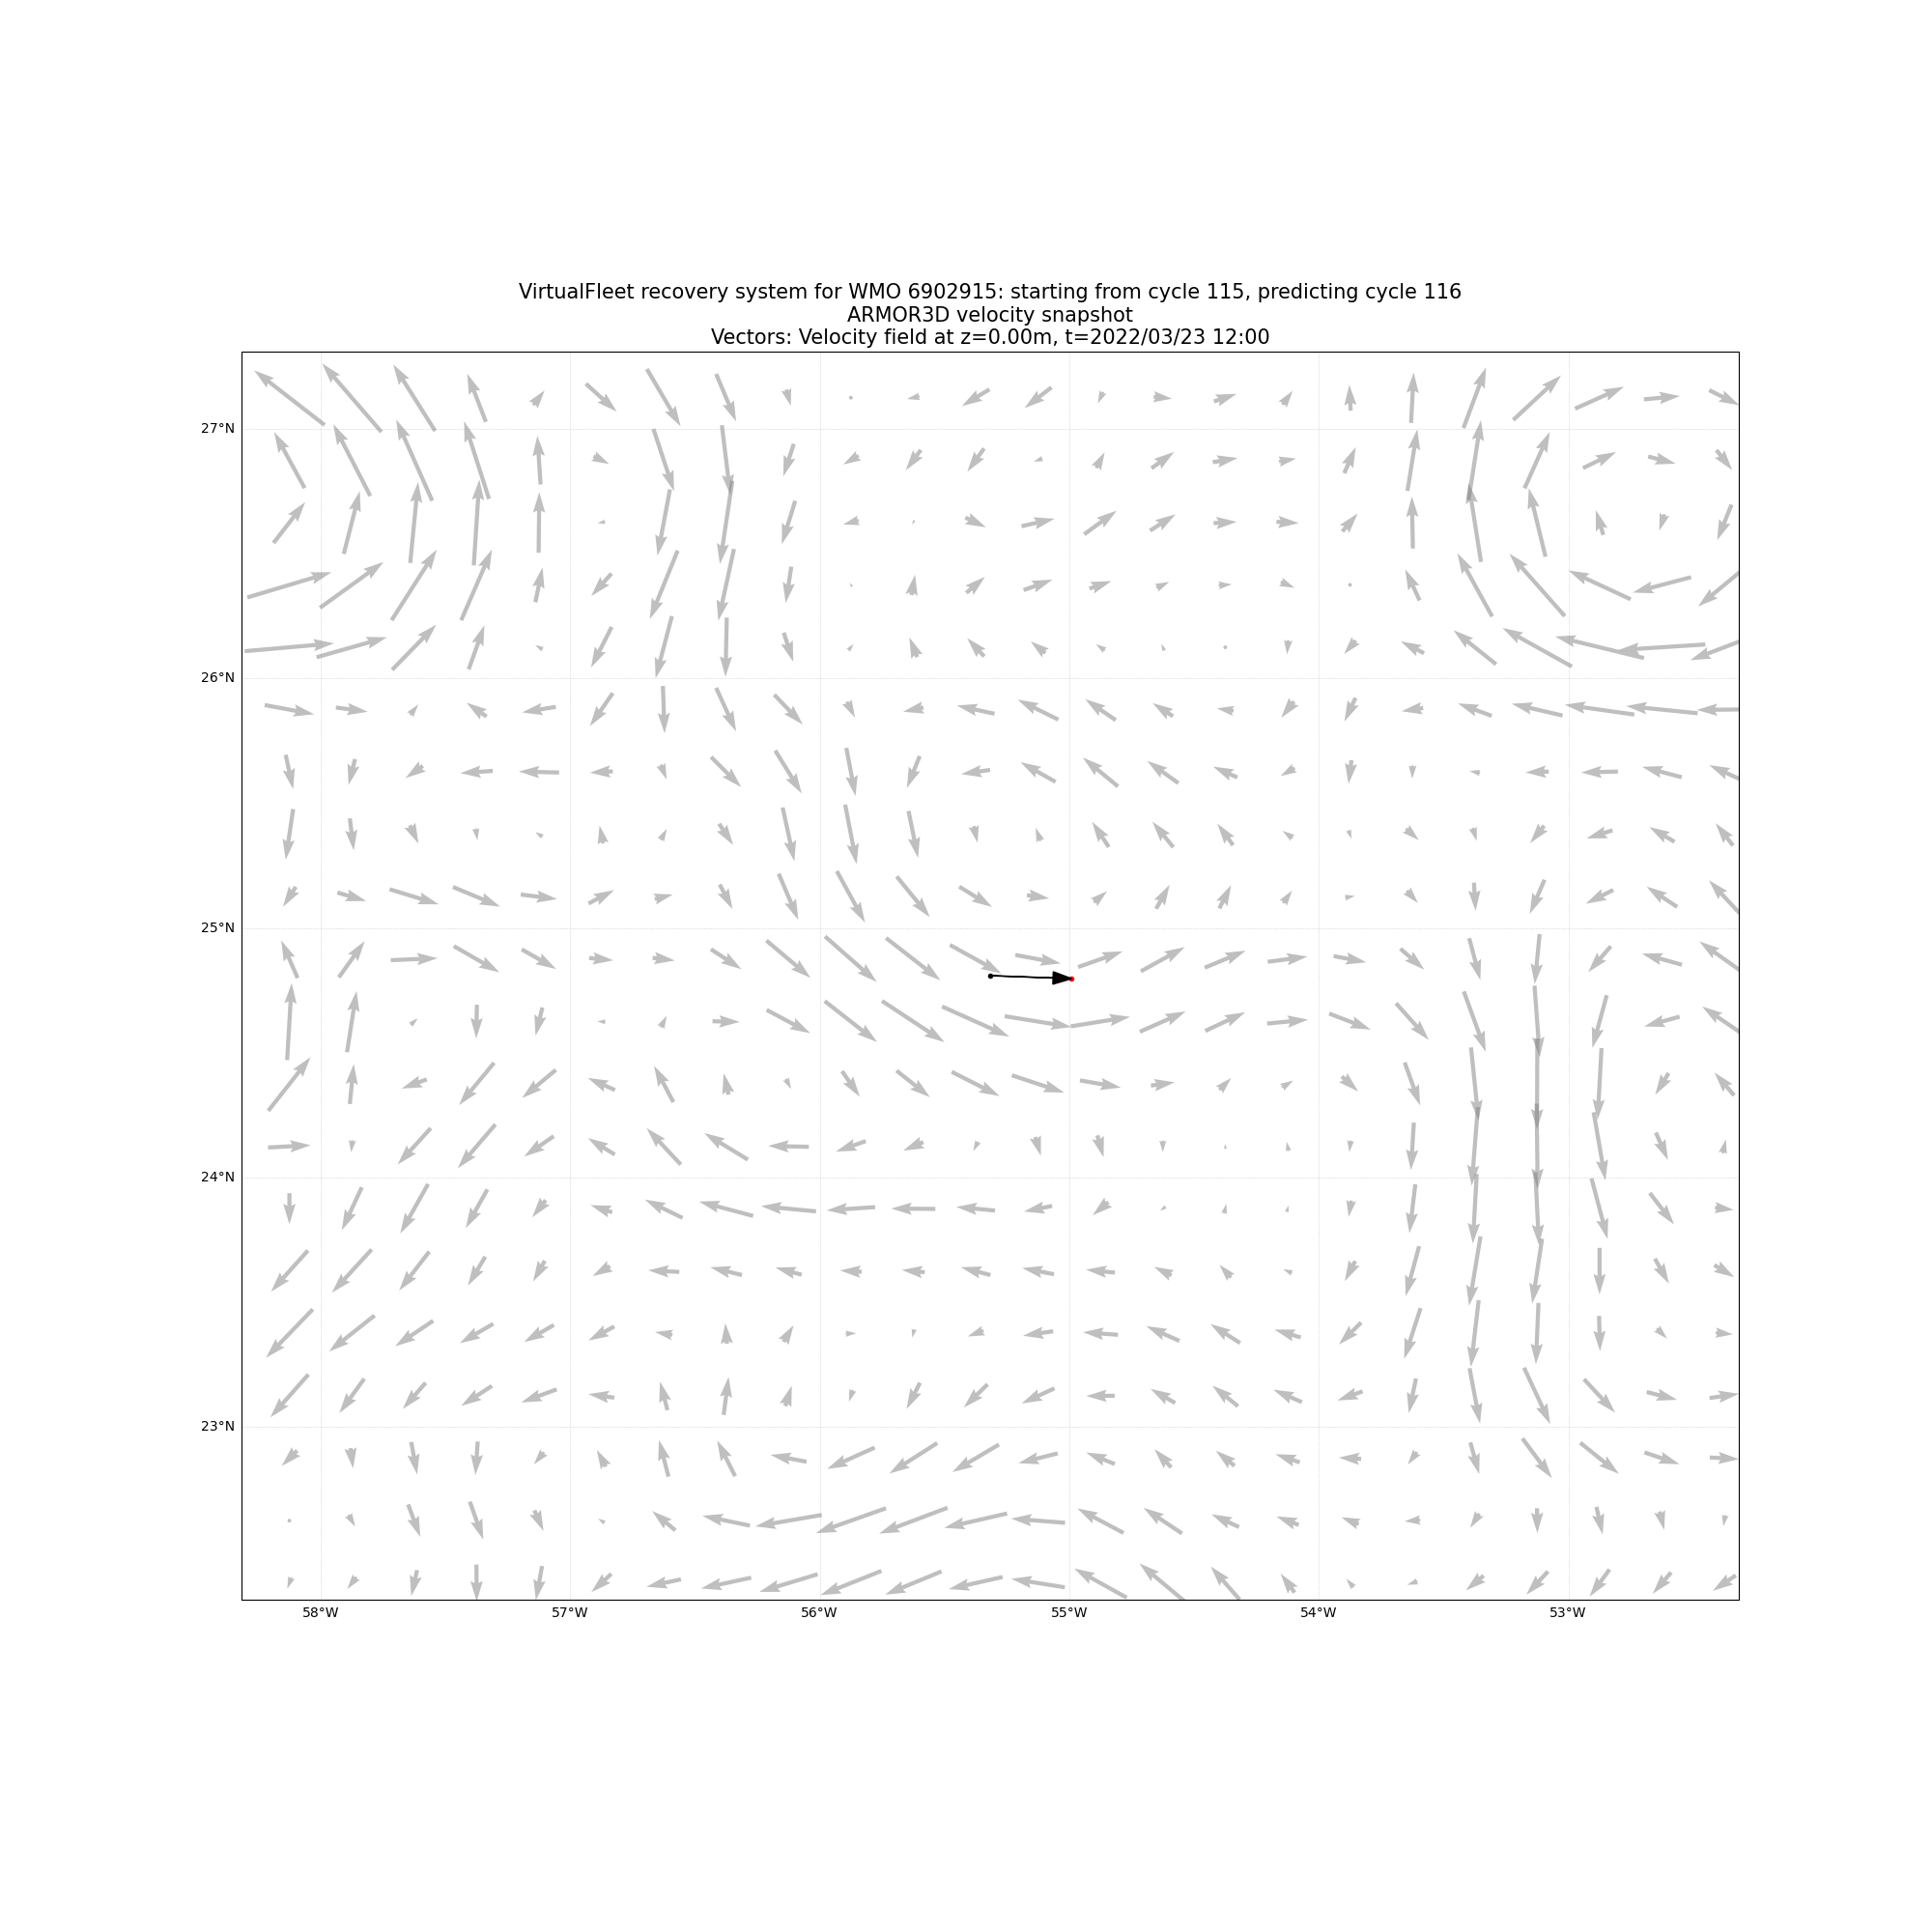 VirtualFleet recovery system for WMO 6902915: starting from cycle 115, predicting cycle 116
ARMOR3D velocity snapshot
Vectors: Velocity field at z=0.00m, t=2022/03/23 12:00
27°N
26°N
25°N
24°N
23°N
58°W 57°W 56°W 55°W 54°W 53°W